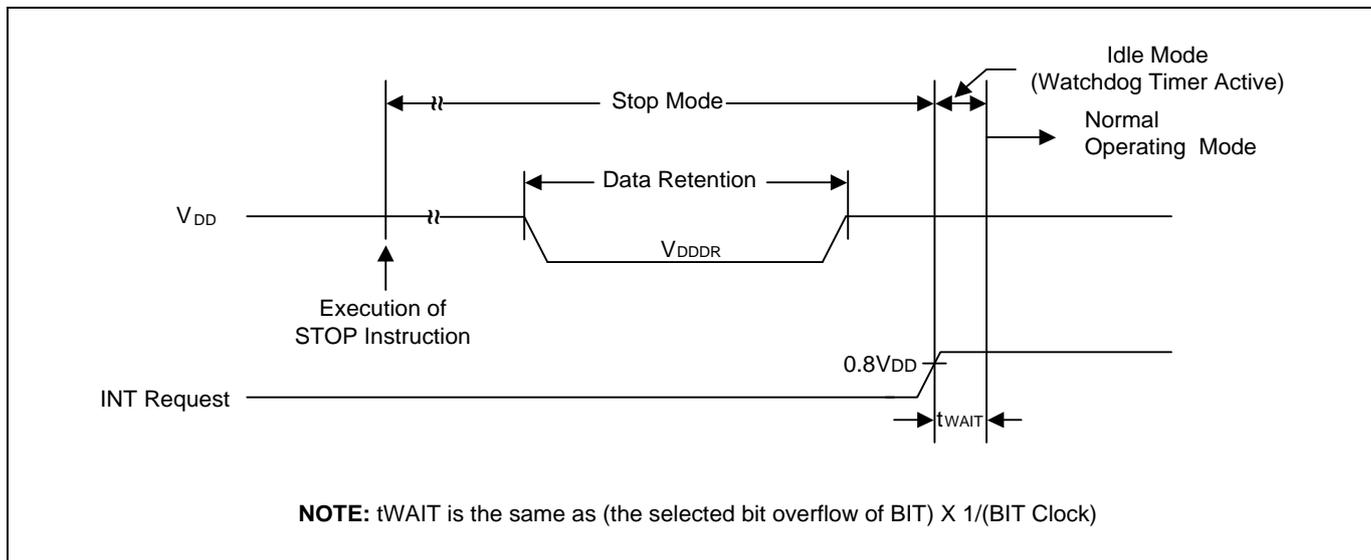 Idle Mode
(Watchdog Timer Active)
Stop Mode
Normal
Operating Mode
Data Retention
VDD
VDDDR
Execution of
STOP Instruction
0.8VDD
INT Request
tWAIT
NOTE: tWAIT is the same as (the selected bit overflow of BIT) X 1/(BIT Clock)